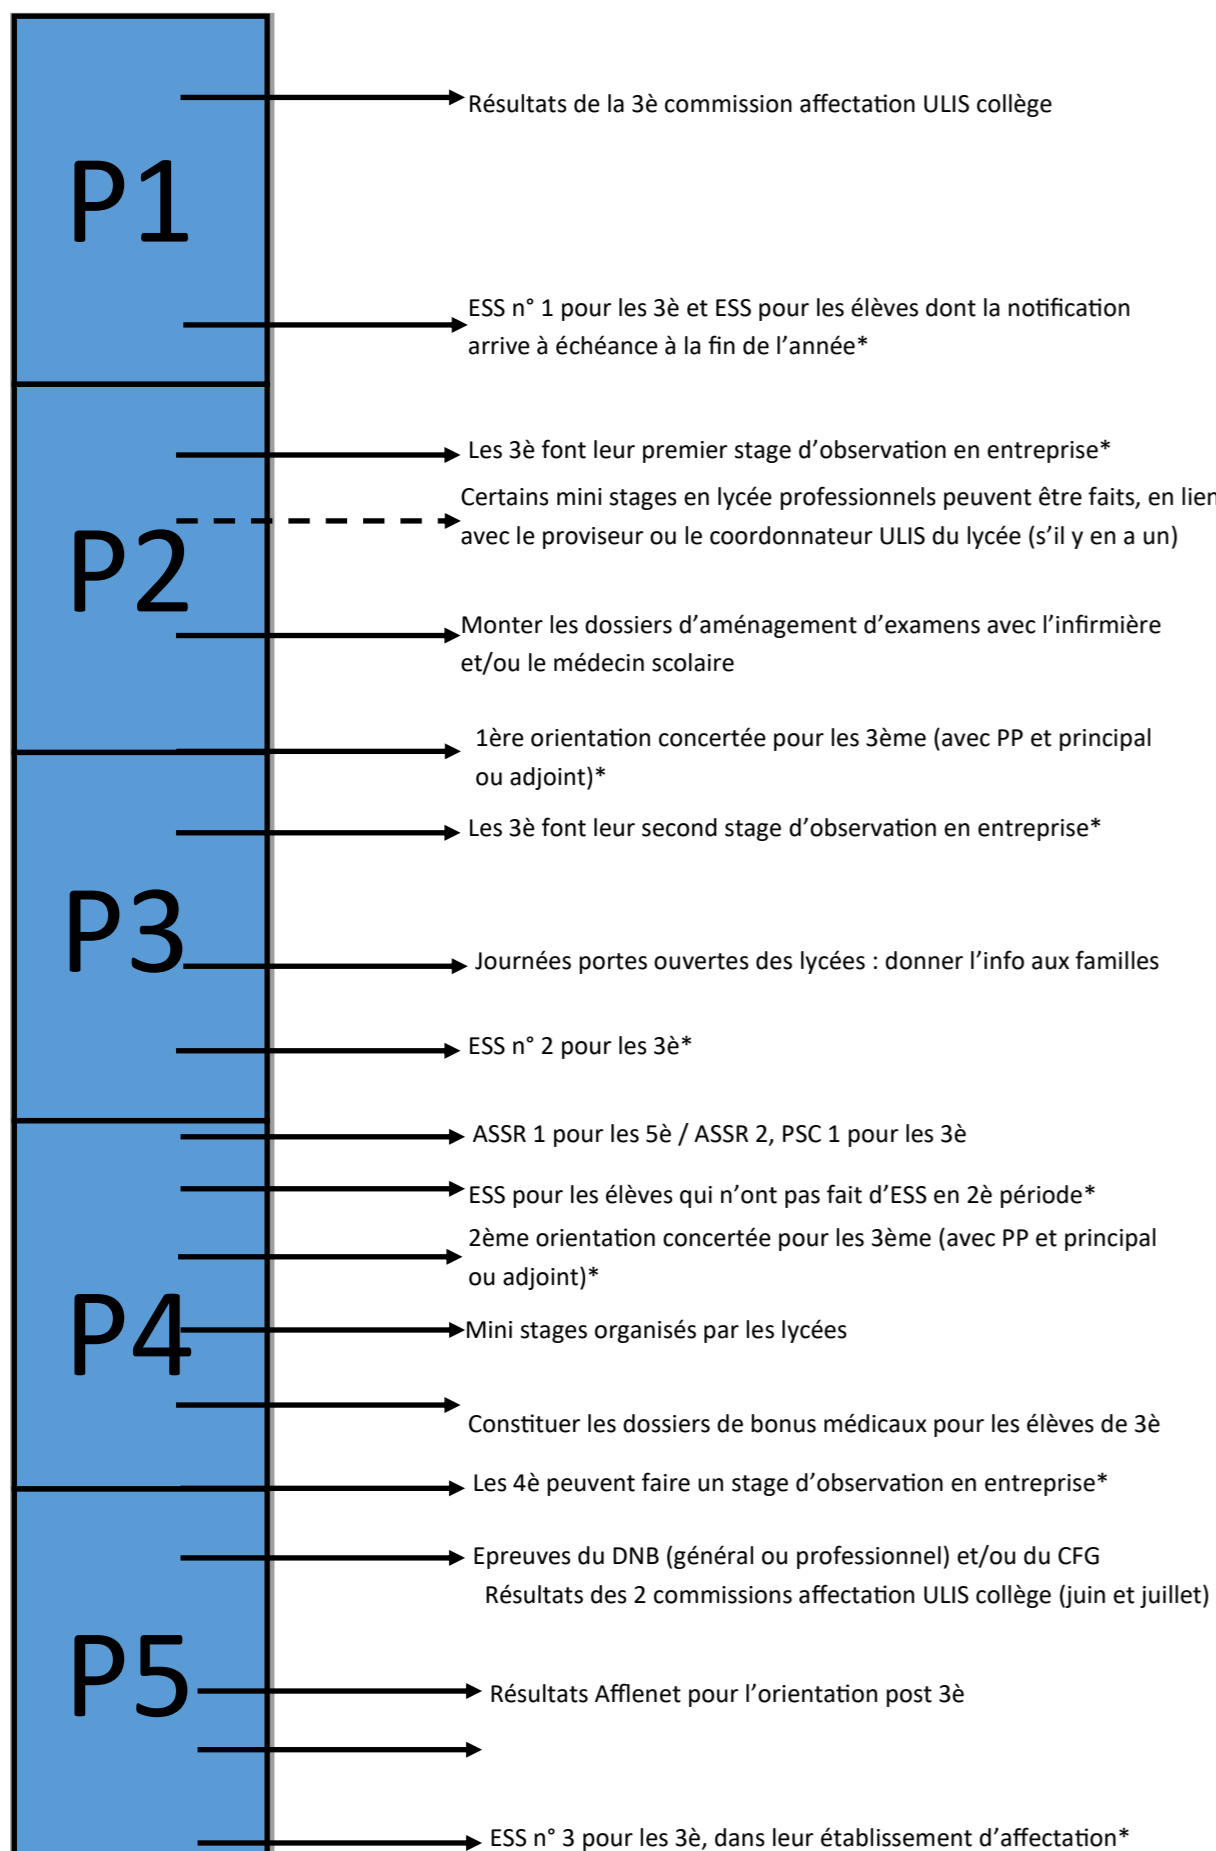 P1
Résultats de la 3è commission affectation ULIS collège
ESS n° 1 pour les 3è et ESS pour les élèves dont la notification
arrive à échéance à la fin de l’année*
P2
Les 3è font leur premier stage d’observation en entreprise*
Certains mini stages en lycée professionnels peuvent être faits, en lien
avec le proviseur ou le coordonnateur ULIS du lycée (s’il y en a un)
Monter les dossiers d’aménagement d’examens avec l’infirmière
et/ou le médecin scolaire
1ère orientation concertée pour les 3ème (avec PP et principal
ou adjoint)*
P3
Les 3è font leur second stage d’observation en entreprise*
Journées portes ouvertes des lycées : donner l’info aux familles
ESS n° 2 pour les 3è*
P4
ASSR 1 pour les 5è / ASSR 2, PSC 1 pour les 3è
ESS pour les élèves qui n’ont pas fait d’ESS en 2è période*
2ème orientation concertée pour les 3ème (avec PP et principal
ou adjoint)*
Mini stages organisés par les lycées
Constituer les dossiers de bonus médicaux pour les élèves de 3è
Les 4è peuvent faire un stage d’observation en entreprise*
P5
Epreuves du DNB (général ou professionnel) et/ou du CFG
Résultats des 2 commissions affectation ULIS collège (juin et juillet)
Résultats Afflenet pour l’orientation post 3è
ESS n° 3 pour les 3è, dans leur établissement d’affectation*